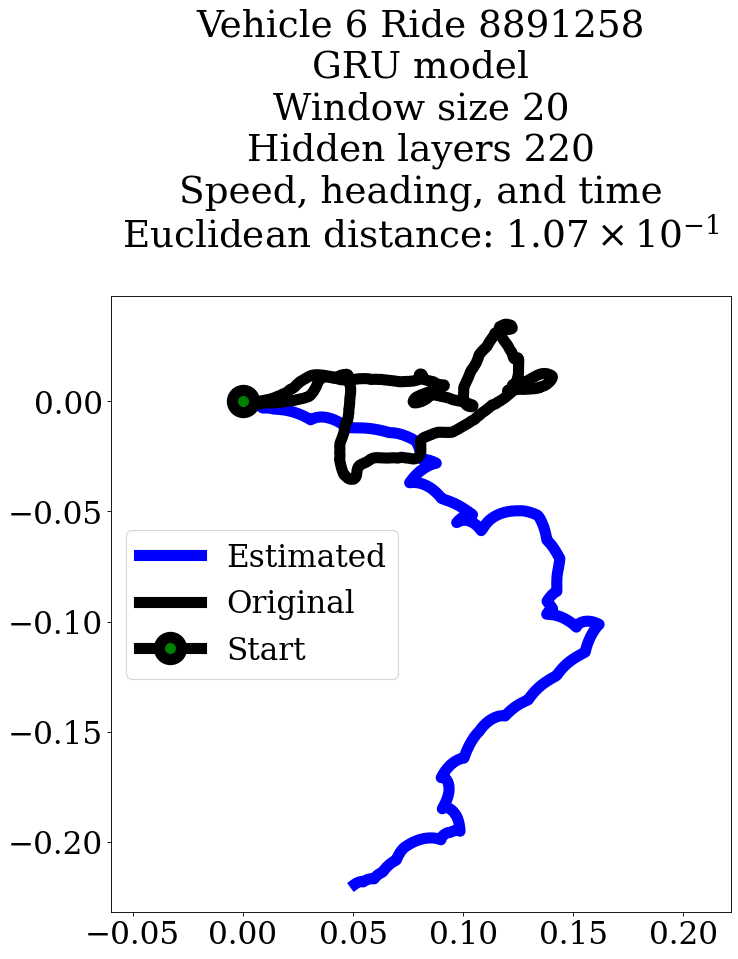 Vehicle 6 Ride 8891258
GRU model
Window size 20
Hidden layers 220
Speed, heading, and time
Euclidean distance: 1.07 × 10⁻¹
0.00
−0.05
−0.10
−0.15
−0.20
Estimated
Original
Start
−0.05 0.00 0.05 0.10 0.15 0.20